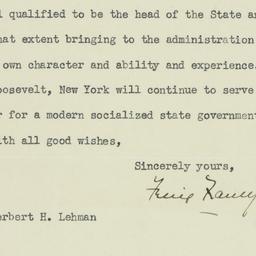 l qualified to be the head of the State an
hat extent bringing to the administration
own character and ability and experience.
oosevelt, New York will continue to serve
r for a modern socialized state government
ith all good wishes,
Sincerely yours,
erbert H. Lehman